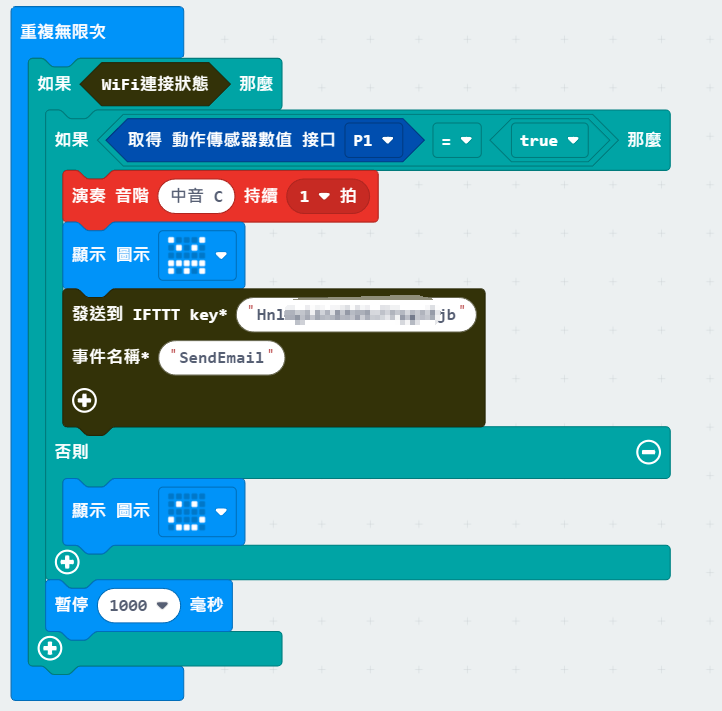 重複無限次
如果 WiFi連接狀態 那麼
如果 取得 動作傳感器數值 接口 P1 = true 那麼
演奏 音階 中音 C 持續 1 拍
顯示 圖示
發送到 IFTTT key* "Hnl jb"
事件名稱* "SendEmail"
否則
顯示 圖示
暫停 1000 毫秒